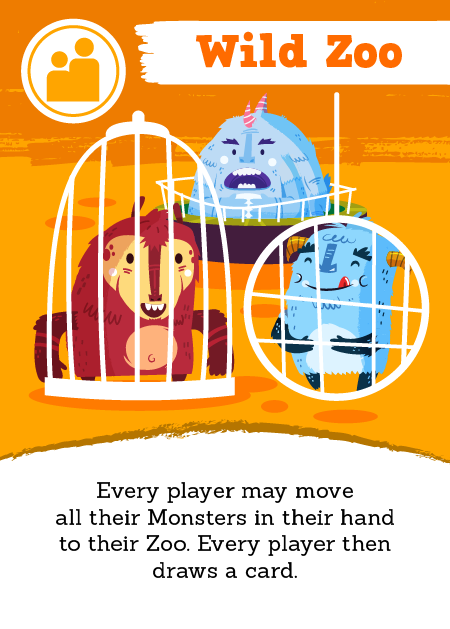 Wild Zoo
Every player may move
all their Monsters in their hand
to their Zoo. Every player then
draws a card.